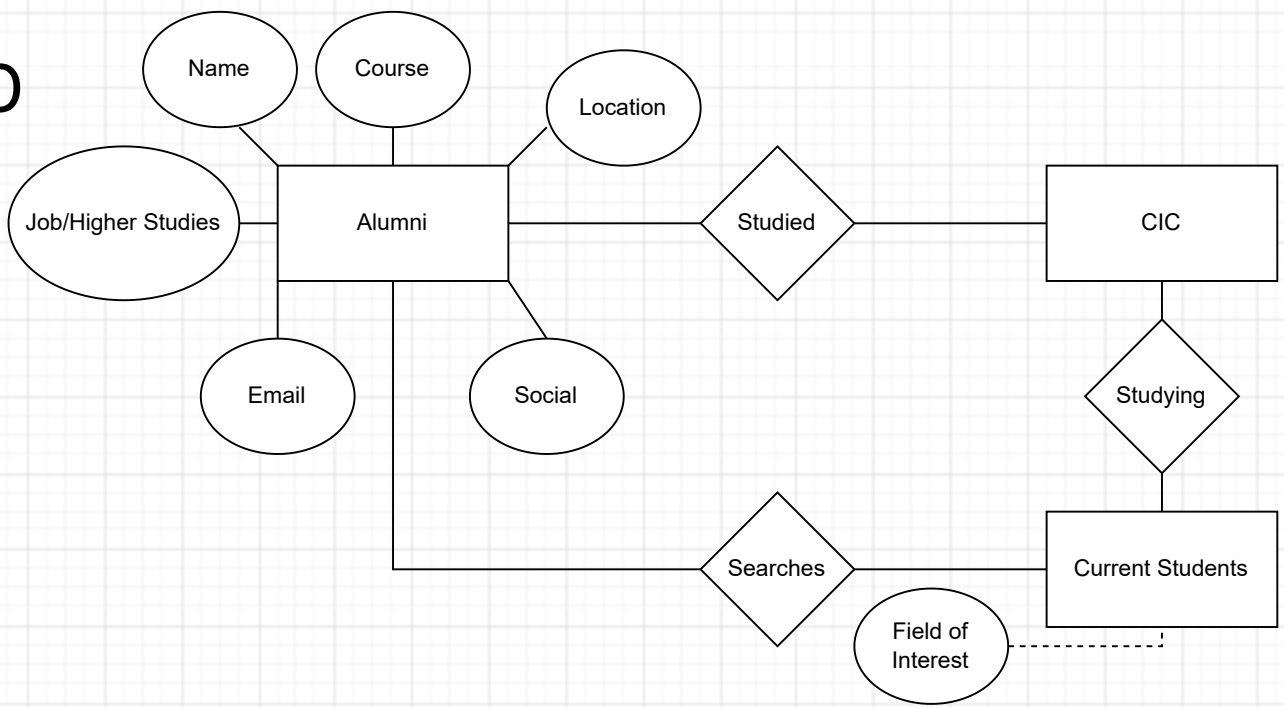 Name
Course
Location
Job/Higher Studies
Alumni
Studied
CIC
Email
Social
Studying
Searches
Current Students
Field of
Interest